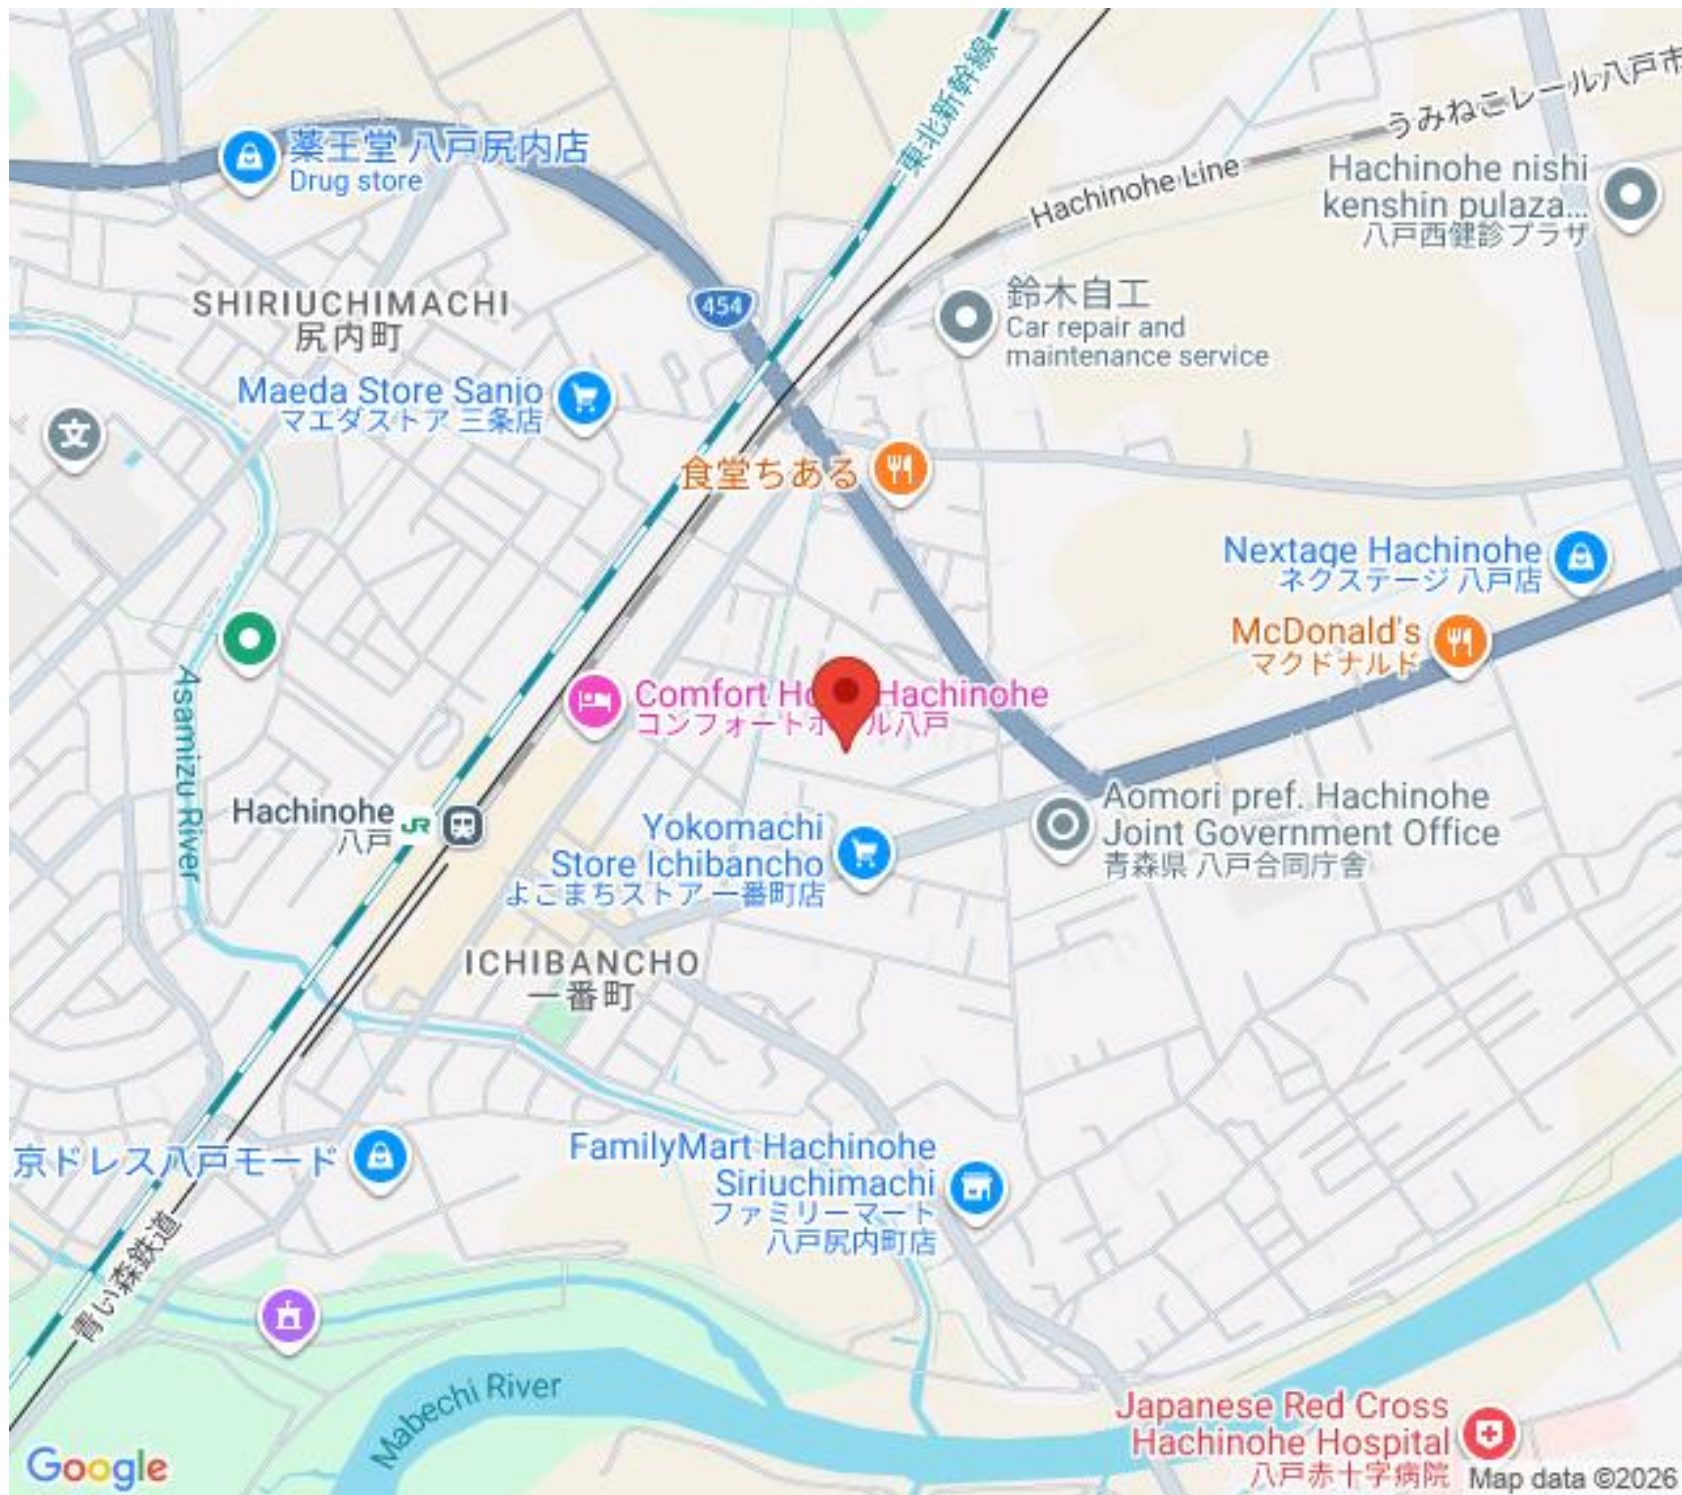 東北新幹線
うみねこレール八戸市
Hachinohe Line
薬王堂 八戸尻内店
Drug store
Hachinohe nishi
kenshin pulaza...
八戸西健診プラザ
SHIRIUCHIMACHI
尻内町
454
鈴木自工
Car repair and
maintenance service
Maeda Store Sanjo
マエダストア 三条店
文
食堂ちある
Nextage Hachinohe
ネクステージ 八戸店
McDonald's
マクドナルド
Asamizu River
Comfort Ho Hachinohe
コンフォートホ ル八戸
Hachinohe
八戸
JR
Yokomachi
Store Ichibancho
よこまちストア 一番町店
Aomori pref. Hachinohe
Joint Government Office
青森県 八戸合同庁舎
ICHIBANCHO
一番町
京ドレス八戸モード
FamilyMart Hachinohe
Siriuchimachi
ファミリーマート
八戸尻内町店
青い森鉄道
Mabechi River
Japanese Red Cross
Hachinohe Hospital
八戸赤十字病院
Google
Map data ©2026